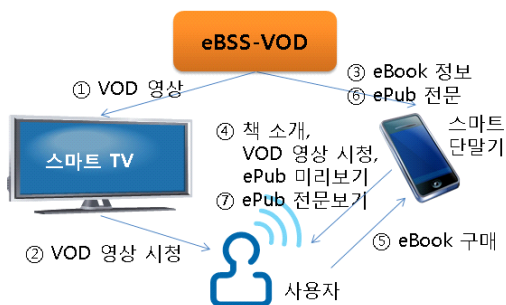 eBSS-VOD
① VOD 영상
③ eBook 정보
⑥ ePub 전문
스마트 TV
④ 책 소개,
VOD 영상 시청,
ePub 미리보기
⑦ ePub 전문보기
스마트
단말기
② VOD 영상 시청
⑤ eBook 구매
사용자